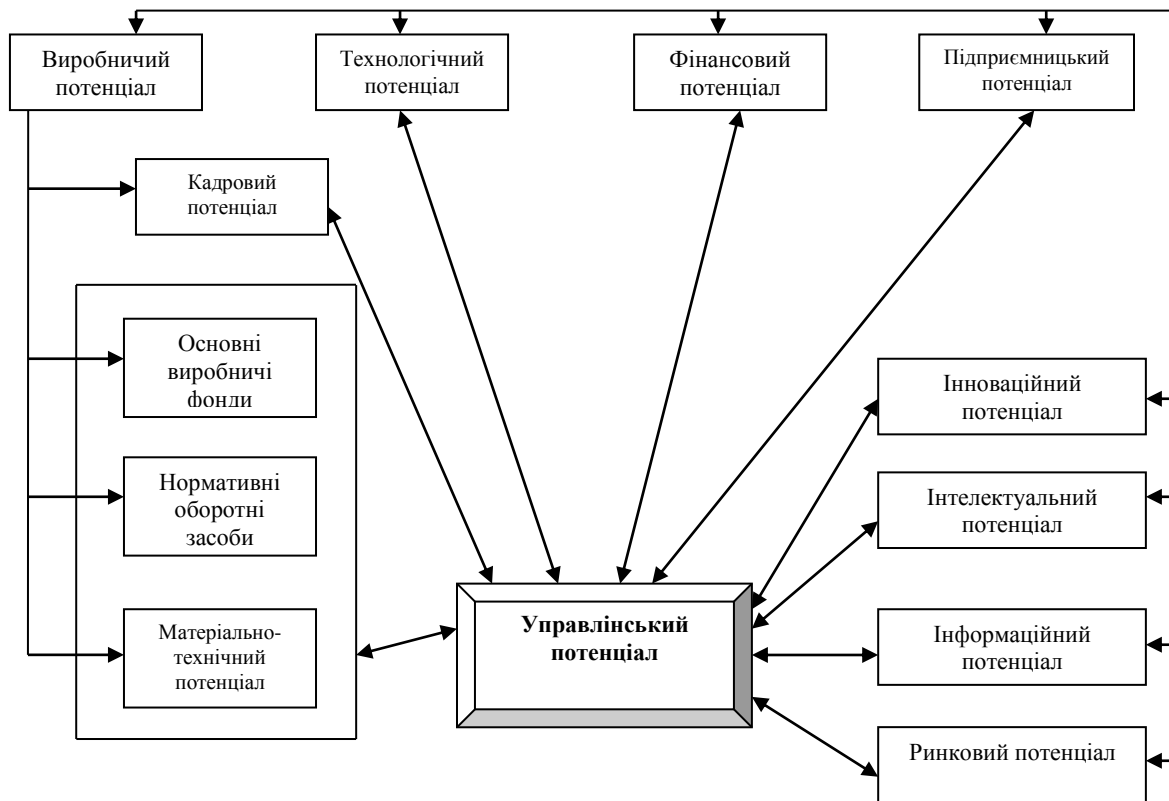 Виробничий
потенціал
Технологічний
потенціал
Фінансовий
потенціал
Підприємницький
потенціал
Кадровий
потенціал
Основні
виробничі
фонди
Нормативні
оборотні
засоби
Матеріально-
технічний
потенціал
Управлінський
потенціал
Інноваційний
потенціал
Інтелектуальний
потенціал
Інформаційний
потенціал
Ринковий потенціал